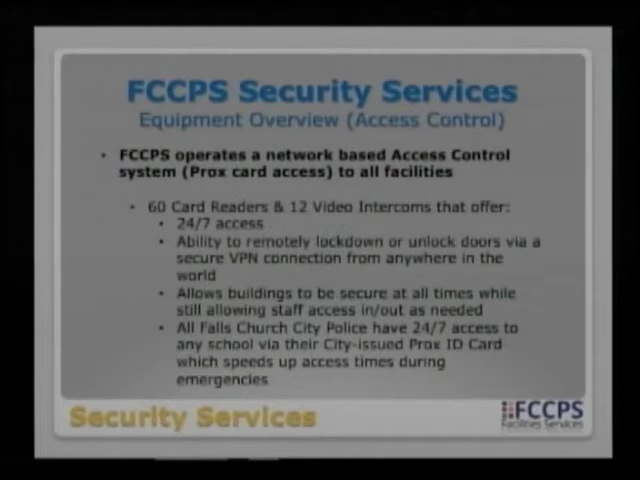 FCCPS Security Services
Equipment Overview (Access Control)
• FCCPS operates a network based Access Control
system (Prox card access) to all facilities
• 60 Card Readers & 12 Video Intercoms that offer:
• 24/7 access
• Ability to remotely lockdown or unlock doors via a
secure VPN connection from anywhere in the
world
• Allows buildings to be secure at all times while
still allowing staff access in/out as needed
• All Falls Church City Police have 24/7 access to
any school via their City-issued Prox ID Card
which speeds up access times during
emergencies
Security Services
FCCPS
Facilities Services